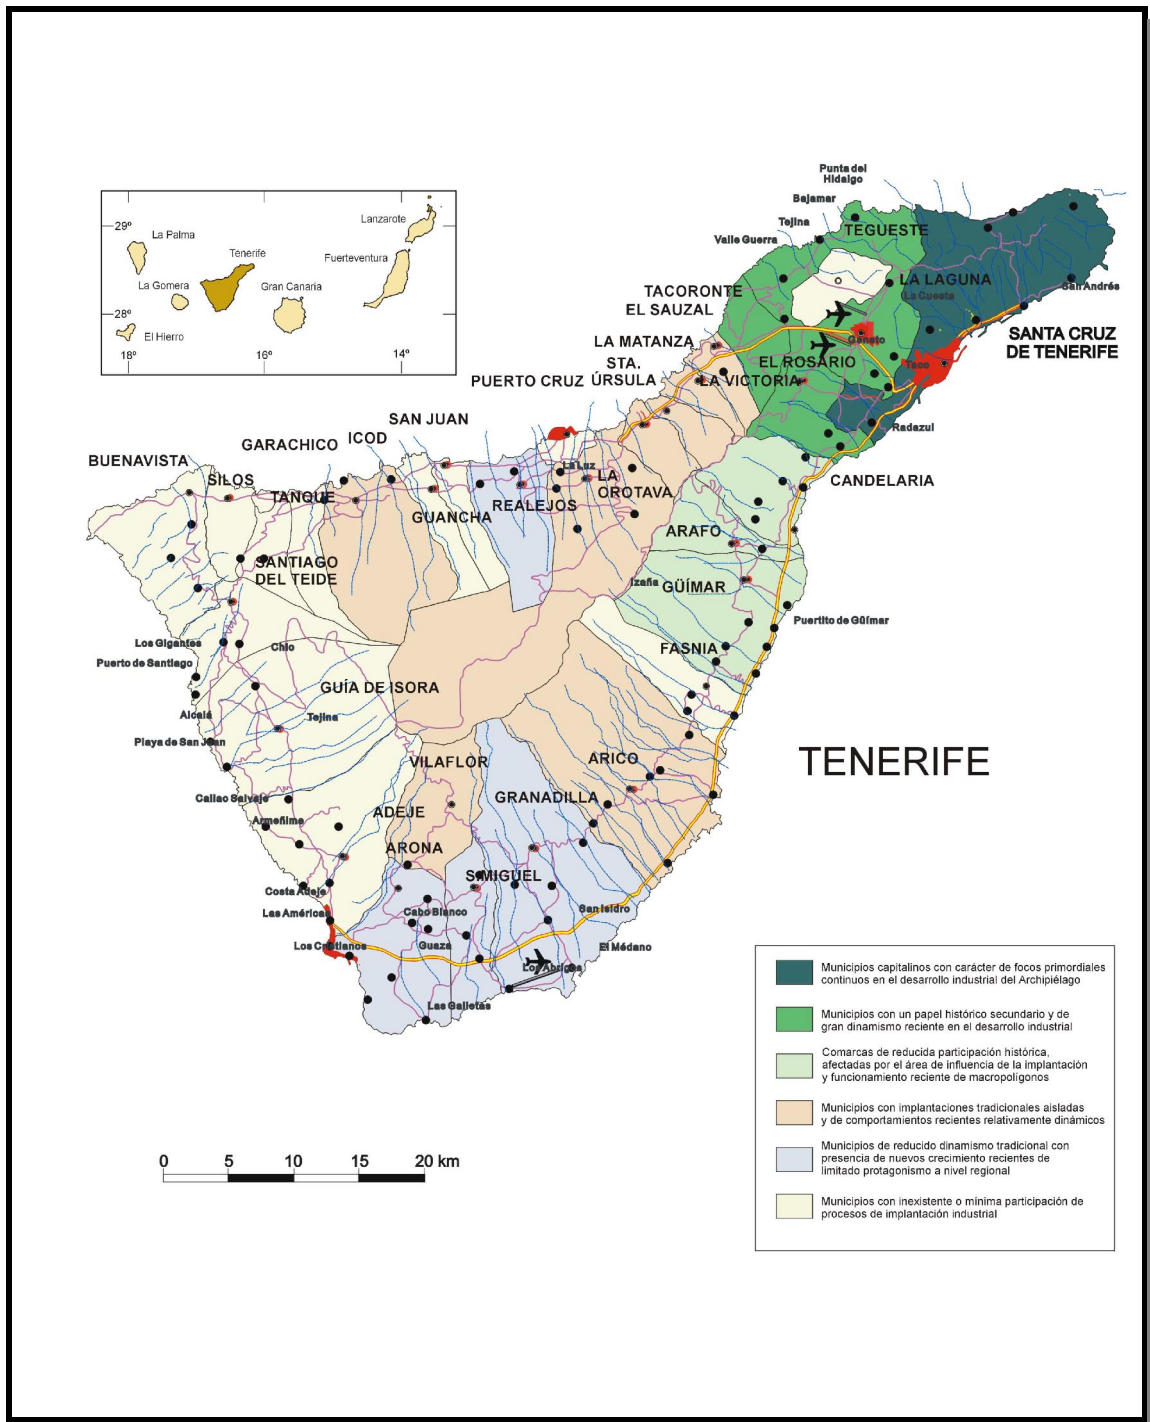 Punta del
Hidalgo
Bajamar
Tejina
Valle Guerra
TEGUESTE
LA LAGUNA
La Cuesta
San Andrés
TACORONTE
EL SAUZAL
LA MATANZA
STA.
ÚRSULA
PUERTO CRUZ
LA VICTORIA
EL ROSARIO
Geneto
Taco
SANTA CRUZ
DE TENERIFE
Radazul
CANDELARIA
SAN JUAN
ICOD
GARACHICO
BUENAVISTA
SILOS
TANQUE
GUANCHA
REALEJOS
La Luz
LA
OROTAVA
SANTIAGO
DEL TEIDE
ARAFO
Izaña
GÜÍMAR
Puertito de Güímar
FASNIA
Los Gigantes
Puerto de Santiago
Chio
GUÍA DE ISORA
Alcalá
Tejina
Playa de San Juan
VILAFLOR
ARICO
GRANADILLA
Callao Salvaje
Armeñime
ADEJE
ARONA
S.MIGUEL
Costa Adeje
Las Américas
Cabo Blanco
San Isidro
Los Cristianos
Guaza
El Médano
Los Abrigos
Las Galletas
TENERIFE
29º
28º
18º
16º
14º
La Palma
La Gomera
El Hierro
Tenerife
Gran Canaria
Fuerteventura
Lanzarote
0 5 10 15 20 km
Municipios capitalinos con carácter de focos primordiales
continuos en el desarrollo industrial del Archipiélago
Municipios con un papel histórico secundario y de
gran dinamismo reciente en el desarrollo industrial
Comarcas de reducida participación histórica,
afectadas por el área de influencia de la implantación
y funcionamiento reciente de macropolígonos
Municipios con implantaciones tradicionales aisladas
y de comportamientos recientes relativamente dinámicos
Municipios de reducido dinamismo tradicional con
presencia de nuevos crecimiento recientes de
limitado protagonismo a nivel regional
Municipios con inexistente o mínima participación de
procesos de implantación industrial